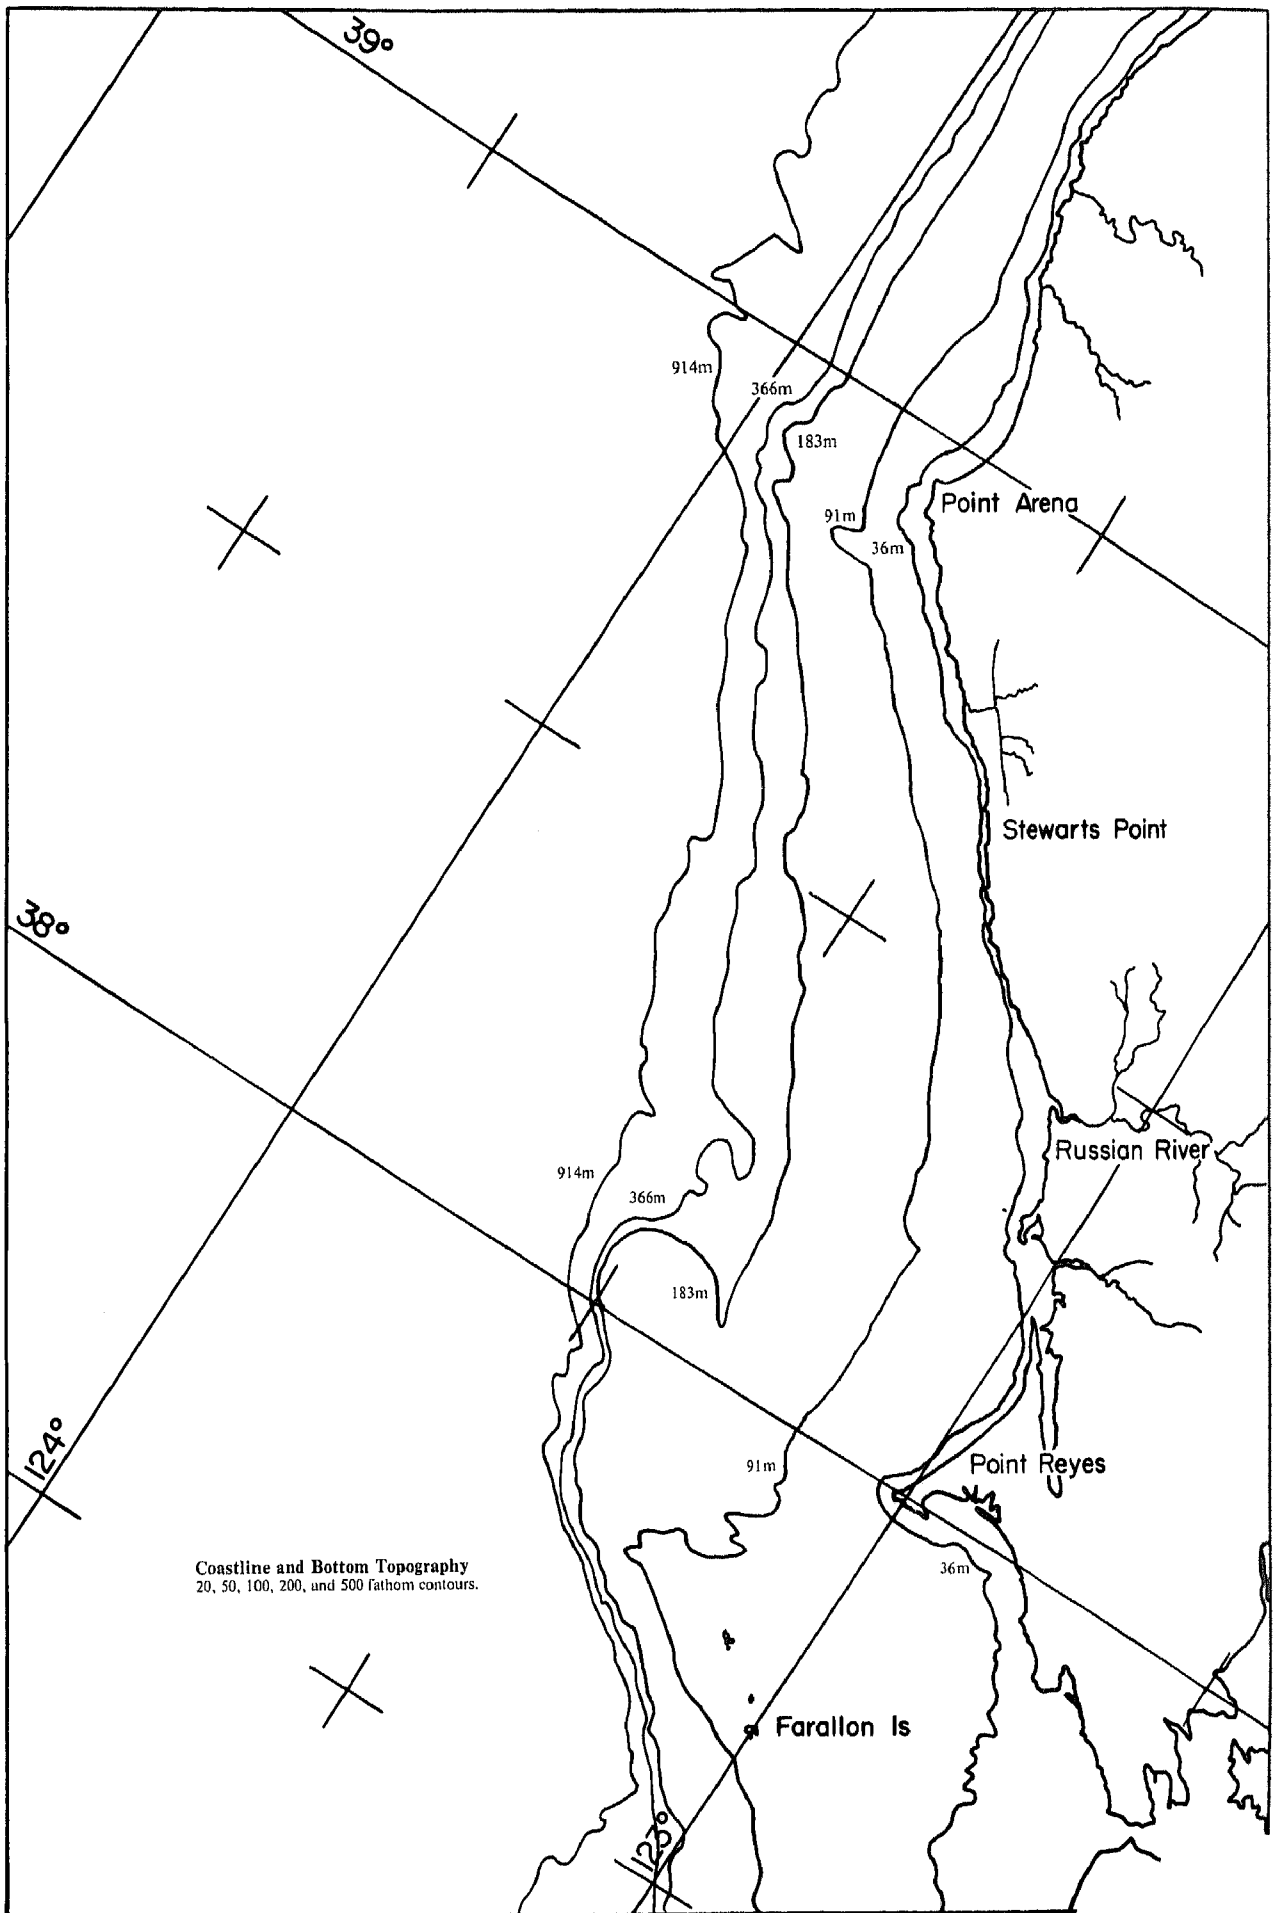 39°
914m
366m
183m
Point Arena
91m
36m
Stewarts Point
38°
Russian River
914m
366m
183m
124°
Point Reyes
91m
Coastline and Bottom Topography
20, 50, 100, 200, and 500 fathom contours.
36m
Farallon Is
123°